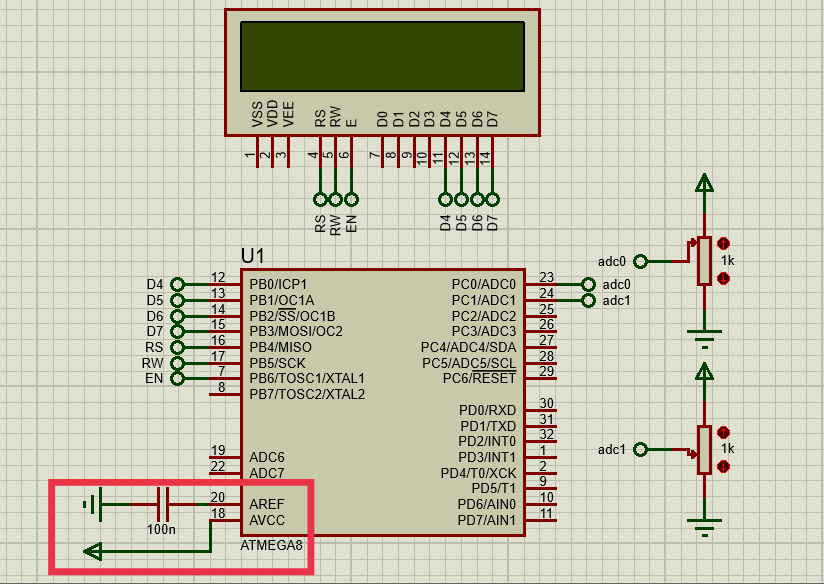 VSS VDD VEE RS RW E D0 D1 D2 D3 D4 D5 D6 D7
1 2 3 4 5 6 7 8 9 10 11 12 13 14
RS RW EN D4 D5 D6 D7
U1
D4 12 PB0/ICP1 PC0/ADC0 23 adc0
D5 13 PB1/OC1A PC1/ADC1 24 adc1
D6 14 PB2/SS/OC1B PC2/ADC2 25
D7 15 PB3/MOSI/OC2 PC3/ADC3 26
RS 16 PB4/MISO PC4/ADC4/SDA 27
RW 17 PB5/SCK PC5/ADC5/SCL 28
EN 7 PB6/TOSC1/XTAL1 PC6/RESET 29
8 PB7/TOSC2/XTAL2
PD0/RXD 30
PD1/TXD 31
PD2/INT0 32
19 ADC6 PD3/INT1 1
22 ADC7 PD4/T0/XCK 2
PD5/T1 9
20 AREF PD6/AIN0 10
18 AVCC PD7/AIN1 11
100n
ATMEGA8
adc0 1k
adc1 1k